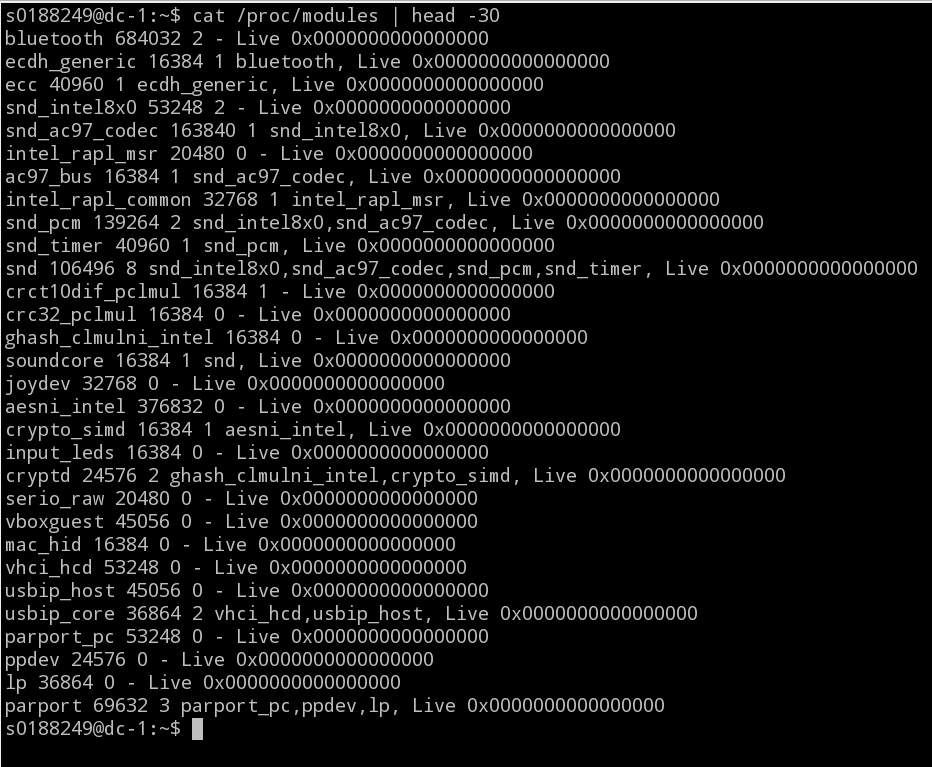 s0188249@dc-1:~$ cat /proc/modules | head -30
bluetooth 684032 2 - Live 0x0000000000000000
ecdh_generic 16384 1 bluetooth, Live 0x0000000000000000
ecc 40960 1 ecdh_generic, Live 0x0000000000000000
snd_intel8x0 53248 2 - Live 0x0000000000000000
snd_ac97_codec 163840 1 snd_intel8x0, Live 0x0000000000000000
intel_rapl_msr 20480 0 - Live 0x0000000000000000
ac97_bus 16384 1 snd_ac97_codec, Live 0x0000000000000000
intel_rapl_common 32768 1 intel_rapl_msr, Live 0x0000000000000000
snd_pcm 139264 2 snd_intel8x0,snd_ac97_codec, Live 0x0000000000000000
snd_timer 40960 1 snd_pcm, Live 0x0000000000000000
snd 106496 8 snd_intel8x0,snd_ac97_codec,snd_pcm,snd_timer, Live 0x0000000000000000
crct10dif_pclmul 16384 1 - Live 0x0000000000000000
crc32_pclmul 16384 0 - Live 0x0000000000000000
ghash_clmulni_intel 16384 0 - Live 0x0000000000000000
soundcore 16384 1 snd, Live 0x0000000000000000
joydev 32768 0 - Live 0x0000000000000000
aesni_intel 376832 0 - Live 0x0000000000000000
crypto_simd 16384 1 aesni_intel, Live 0x0000000000000000
input_leds 16384 0 - Live 0x0000000000000000
cryptd 24576 2 ghash_clmulni_intel,crypto_simd, Live 0x0000000000000000
serio_raw 20480 0 - Live 0x0000000000000000
vboxguest 45056 0 - Live 0x0000000000000000
mac_hid 16384 0 - Live 0x0000000000000000
vhci_hcd 53248 0 - Live 0x0000000000000000
usbip_host 45056 0 - Live 0x0000000000000000
usbip_core 36864 2 vhci_hcd,usbip_host, Live 0x0000000000000000
parport_pc 53248 0 - Live 0x0000000000000000
ppdev 24576 0 - Live 0x0000000000000000
lp 36864 0 - Live 0x0000000000000000
parport 69632 3 parport_pc,ppdev,lp, Live 0x0000000000000000
s0188249@dc-1:~$